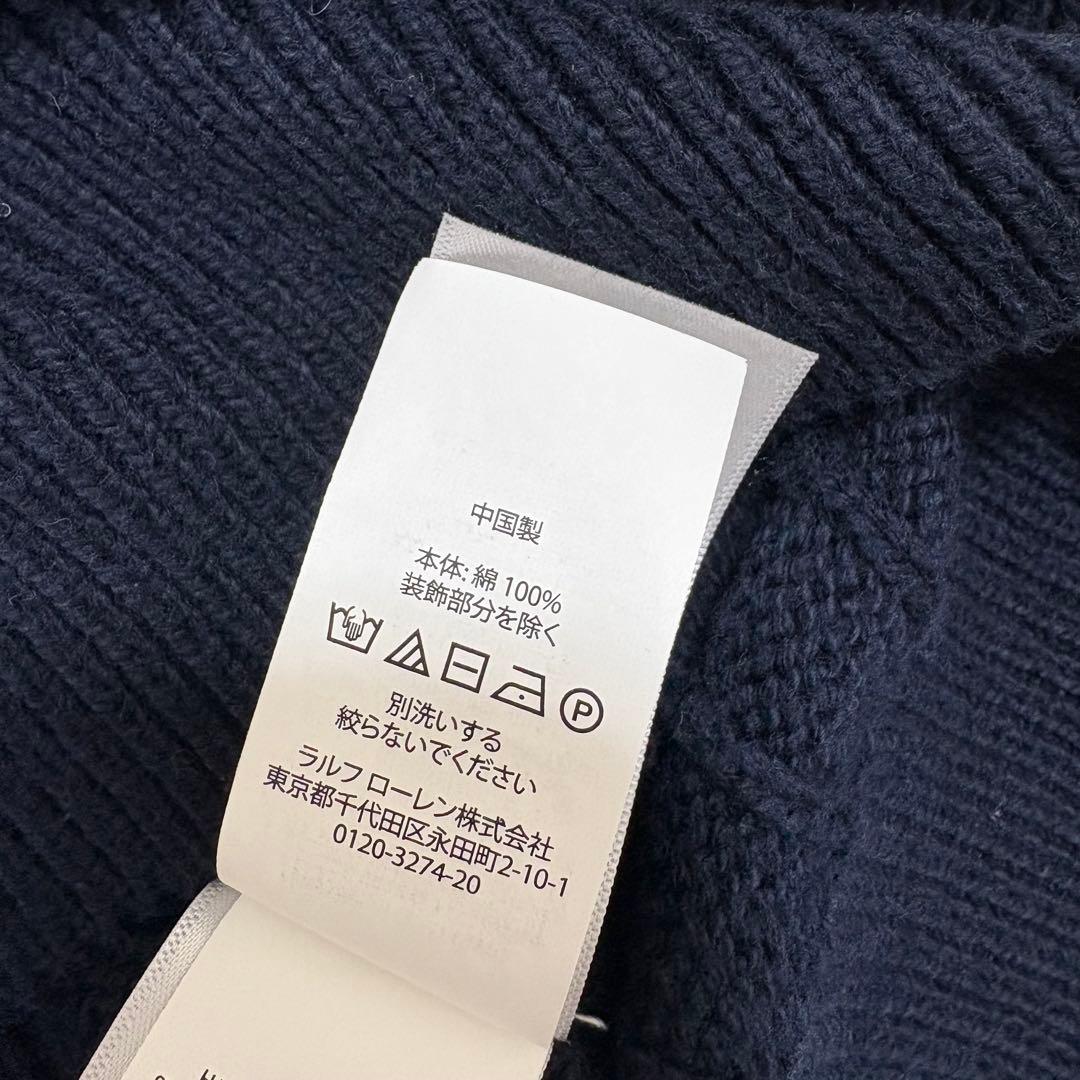 中国製
本体: 綿 100%
装飾部分を除く
P
別洗いする
絞らないでください
ラルフ ローレン株式会社
東京都千代田区永田町2-10-1
0120-3274-20